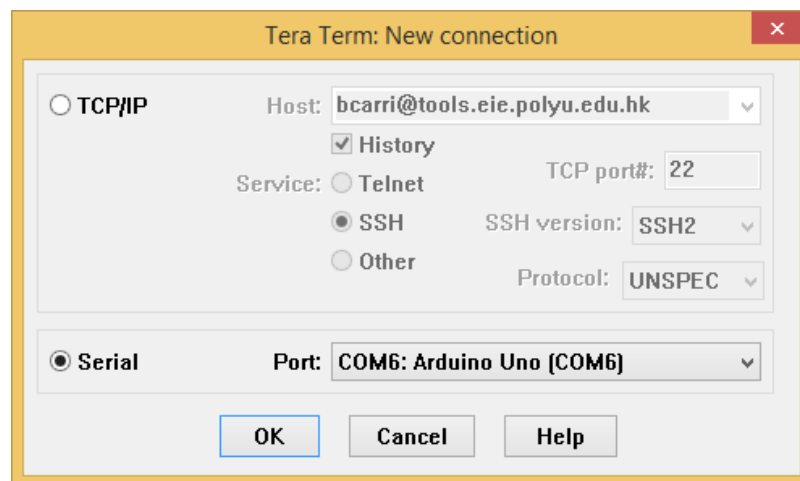 Tera Term: New connection
TCP/IP
Host: bcarri@tools.eie.polyu.edu.hk
History
Service: Telnet
TCP port#: 22
SSH
SSH version: SSH2
Other
Protocol: UNSPEC
Serial
Port: COM6: Arduino Uno (COM6)
OK
Cancel
Help